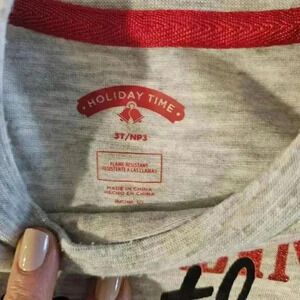 HOLIDAY TIME
3T/NP3
FLAME RESISTANT
RESISTENTE A LAS LLAMAS
MADE IN CHINA
HECHO EN CHINA